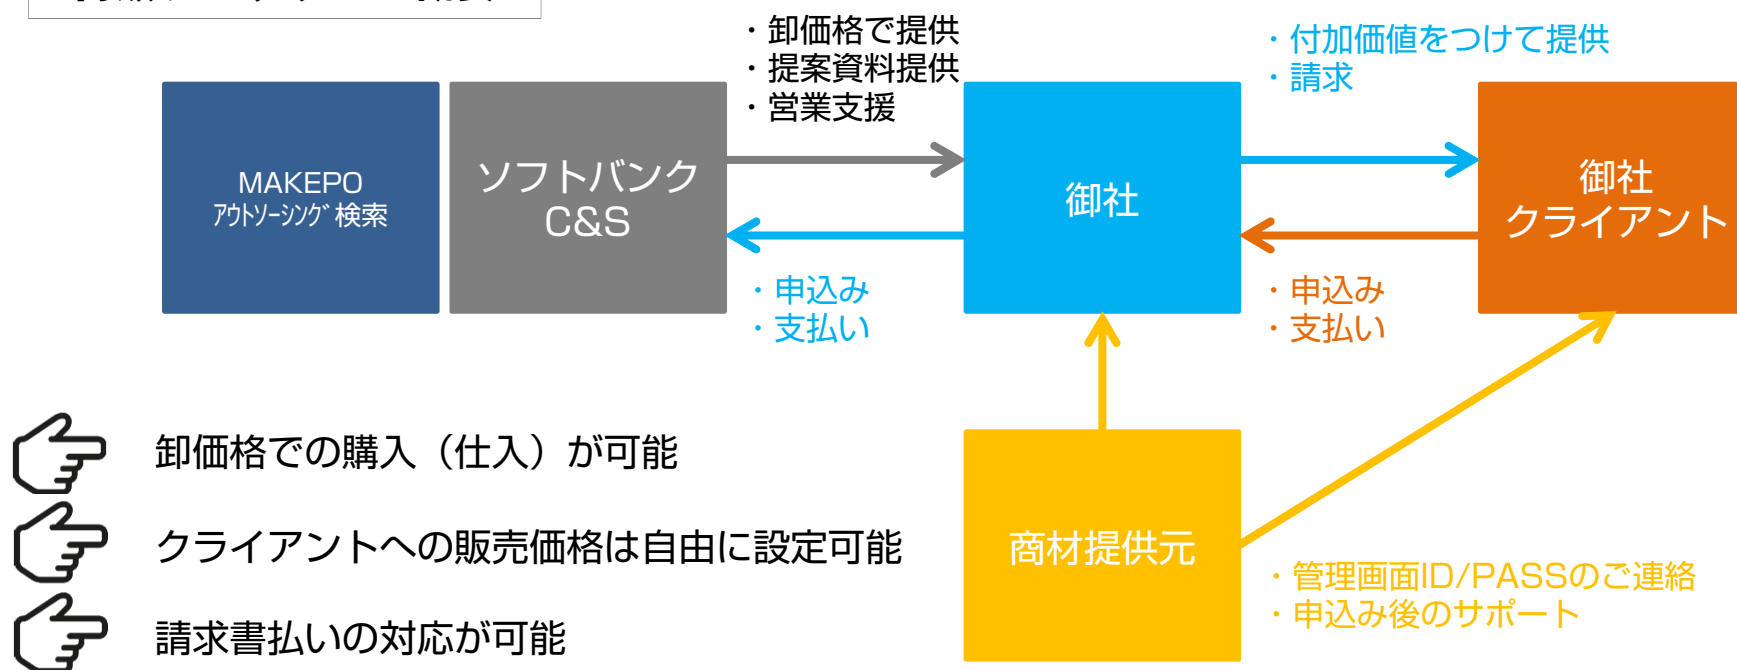 ・卸価格で提供
・提案資料提供
・営業支援
・付加価値をつけて提供
・請求
MAKEPO
ｱｳﾄｿｰｼﾝｸﾞ検索
ソフトバンク
C&S
御社
御社
クライアント
・申込み
・支払い
・申込み
・支払い
卸価格での購入（仕入）が可能
クライアントへの販売価格は自由に設定可能
請求書払いの対応が可能
商材提供元
・管理画面ID/PASSのご連絡
・申込み後のサポート